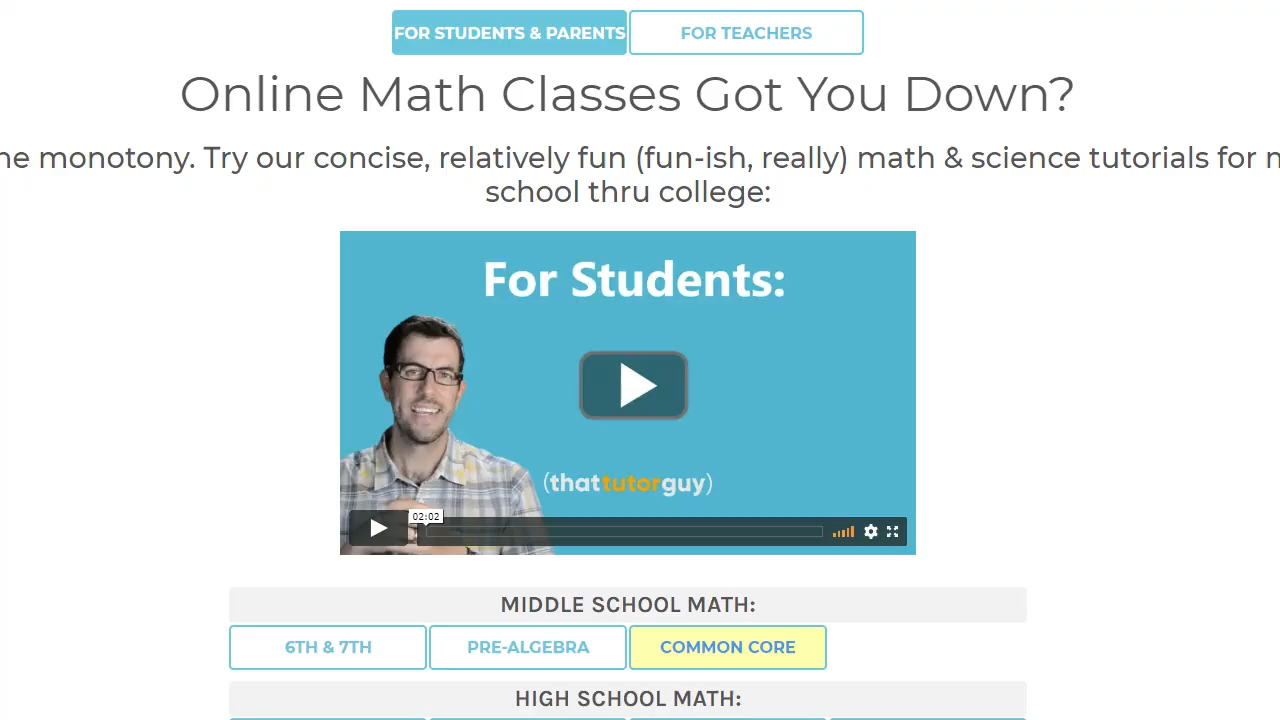 FOR STUDENTS & PARENTS
FOR TEACHERS
Online Math Classes Got You Down?
monotony. Try our concise, relatively fun (fun-ish, really) math & science tutorials for
school thru college:
For Students:
(thattutorguy)
02:02
MIDDLE SCHOOL MATH:
6TH & 7TH
PRE-ALGEBRA
COMMON CORE
HIGH SCHOOL MATH: